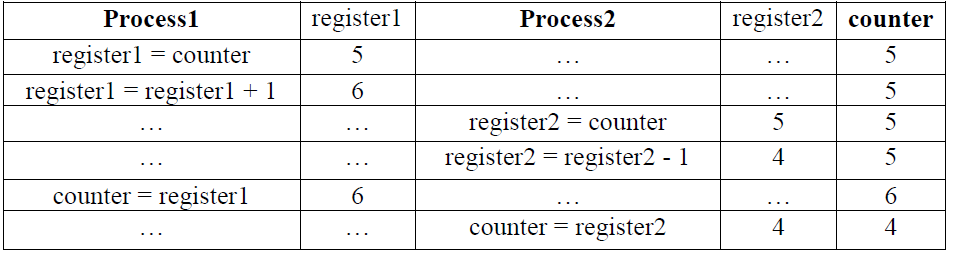 Process1 register1 Process2 register2 counter
register1 = counter 5 … … 5
register1 = register1 + 1 6 … … 5
… … register2 = counter 5 5
… … register2 = register2 - 1 4 5
counter = register1 6 … … 6
… … counter = register2 4 4